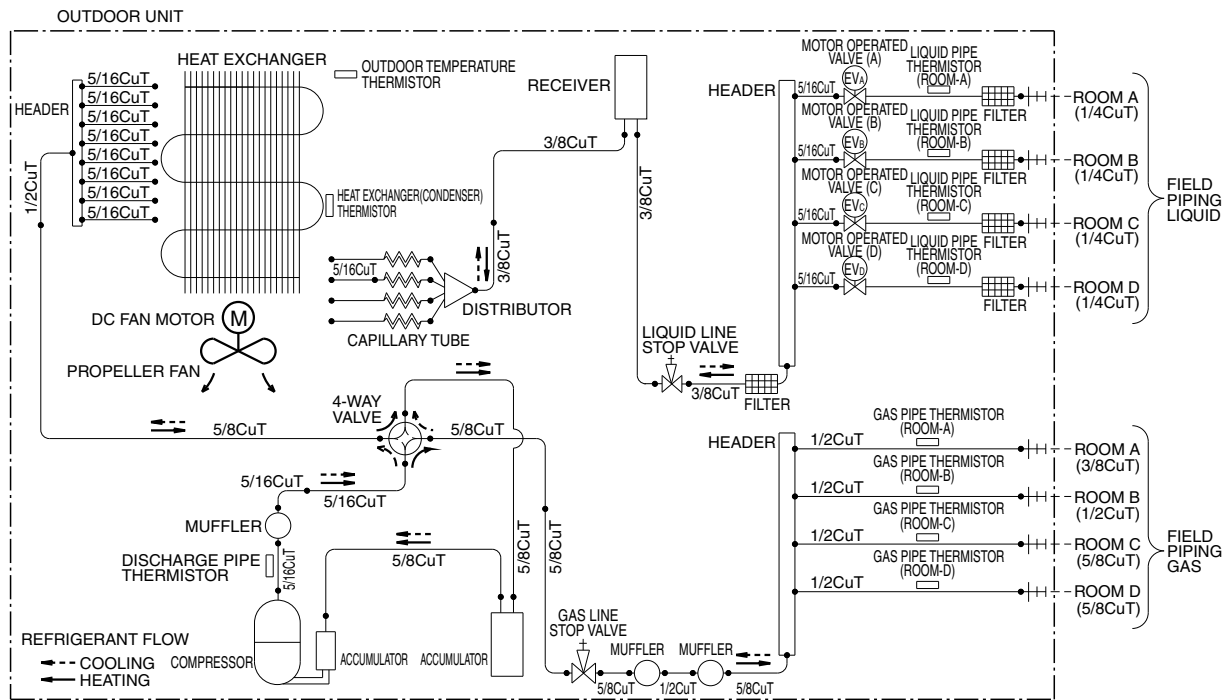 OUTDOOR UNIT
HEAT EXCHANGER
HEADER
5/16CuT
5/16CuT
5/16CuT
5/16CuT
5/16CuT
5/16CuT
5/16CuT
5/16CuT
1/2CuT
OUTDOOR TEMPERATURE
THERMISTOR
HEAT EXCHANGER(CONDENSER)
THERMISTOR
DC FAN MOTOR
M
PROPELLER FAN
5/16CuT
CAPILLARY TUBE
DISTRIBUTOR
3/8CuT
3/8CuT
RECEIVER
3/8CuT
LIQUID LINE
STOP VALVE
3/8CuT
FILTER
HEADER
MOTOR OPERATED
VALVE (A)
EVA
5/16CuT
LIQUID PIPE
THERMISTOR
(ROOM-A)
FILTER
ROOM A
(1/4CuT)
MOTOR OPERATED
VALVE (B)
EVB
5/16CuT
LIQUID PIPE
THERMISTOR
(ROOM-B)
FILTER
ROOM B
(1/4CuT)
MOTOR OPERATED
VALVE (C)
EVC
5/16CuT
LIQUID PIPE
THERMISTOR
(ROOM-C)
FILTER
ROOM C
(1/4CuT)
MOTOR OPERATED
VALVE (D)
EVD
5/16CuT
LIQUID PIPE
THERMISTOR
(ROOM-D)
FILTER
ROOM D
(1/4CuT)
FIELD
PIPING
LIQUID
4-WAY
VALVE
5/8CuT
5/8CuT
5/16CuT
5/16CuT
MUFFLER
DISCHARGE PIPE
THERMISTOR
5/16CuT
5/8CuT
5/8CuT
5/8CuT
REFRIGERANT FLOW
COOLING
HEATING
COMPRESSOR
ACCUMULATOR
ACCUMULATOR
GAS LINE
STOP VALVE
MUFFLER
MUFFLER
5/8CuT
1/2CuT
5/8CuT
HEADER
1/2CuT
GAS PIPE THERMISTOR
(ROOM-A)
ROOM A
(3/8CuT)
1/2CuT
GAS PIPE THERMISTOR
(ROOM-B)
ROOM B
(1/2CuT)
1/2CuT
GAS PIPE THERMISTOR
(ROOM-C)
ROOM C
(5/8CuT)
1/2CuT
GAS PIPE THERMISTOR
(ROOM-D)
ROOM D
(5/8CuT)
FIELD
PIPING
GAS